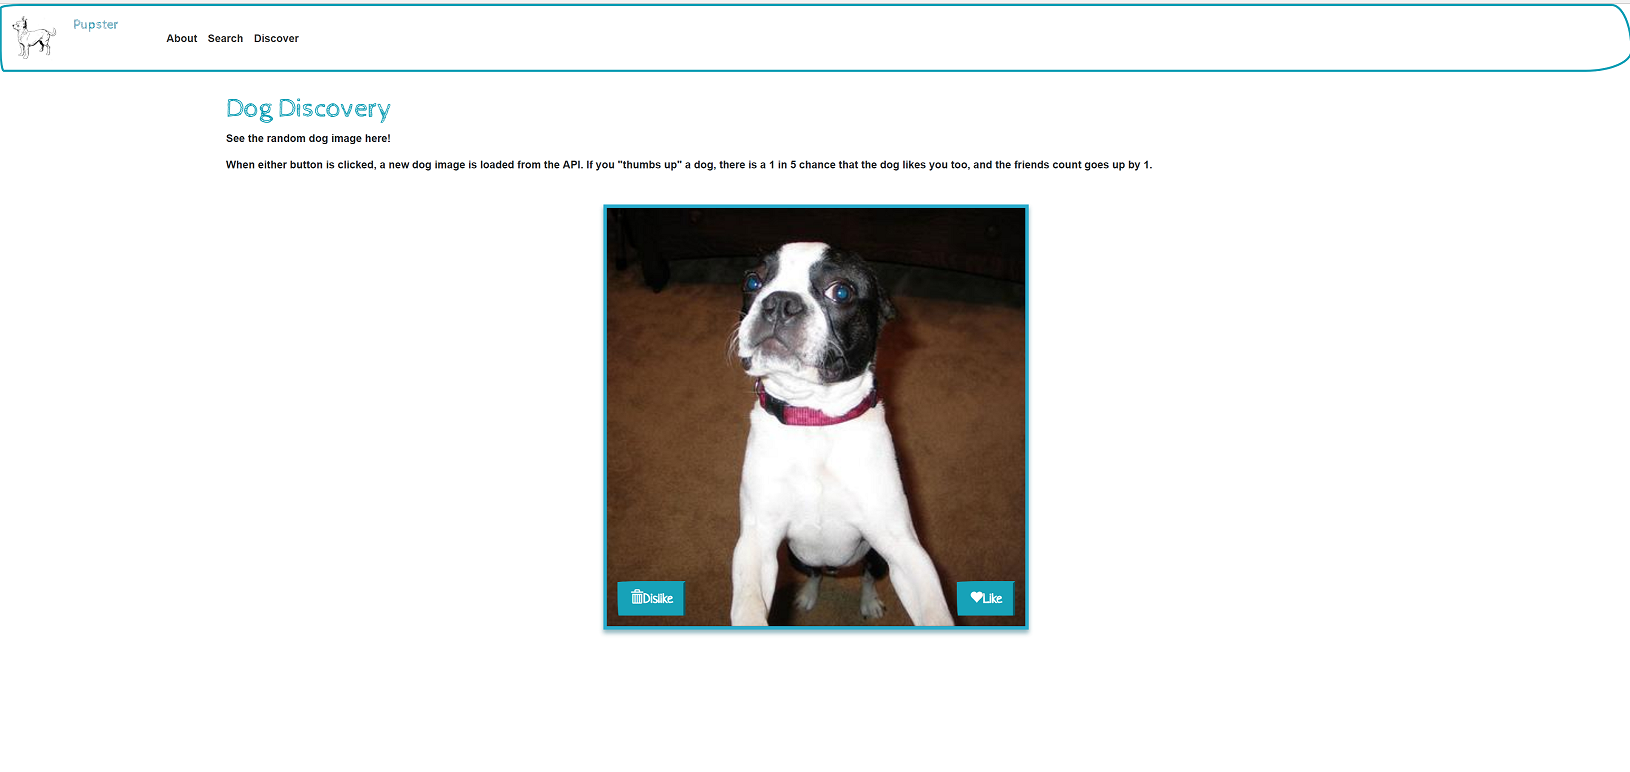 Pupster
About Search Discover
Dog Discovery
See the random dog image here!
When either button is clicked, a new dog image is loaded from the API. If you "thumbs up" a dog, there is a 1 in 5 chance that the dog likes you too, and the friends count goes up by 1.
Dislike
Like